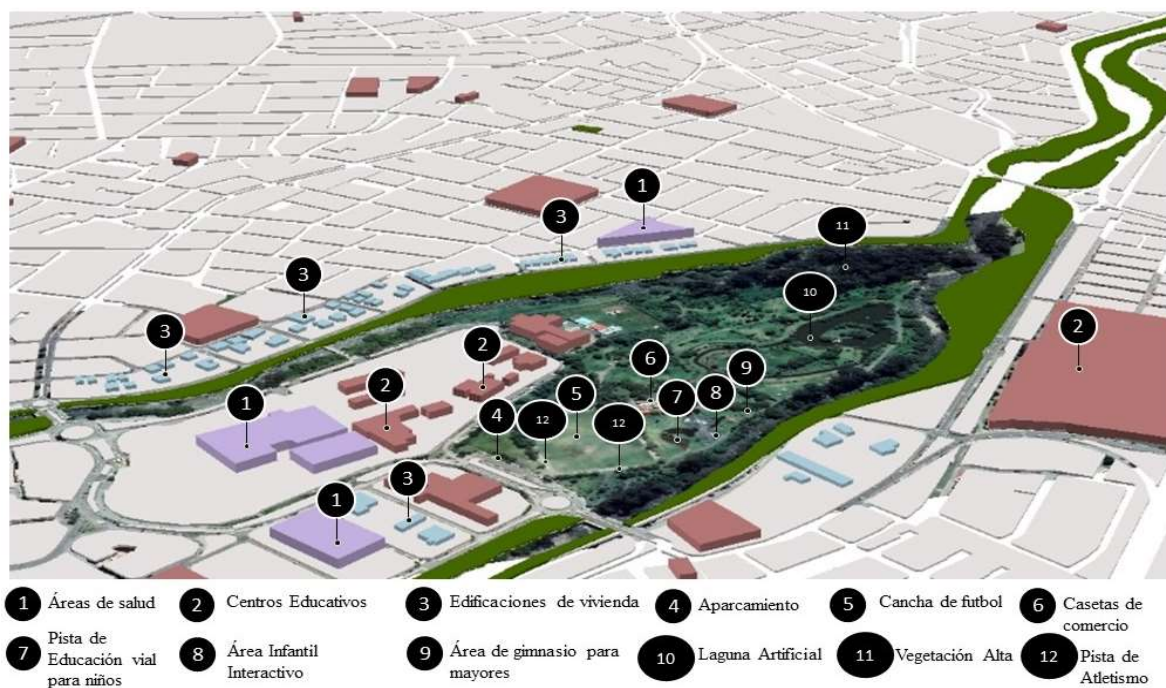 1
3
11
3
10
2
3
2
6
9
1
2
5
7
8
4
12
12
3
1
1 Áreas de salud
2 Centros Educativos
3 Edificaciones de vivienda
4 Aparcamiento
5 Cancha de futbol
6 Casetas de
comercio
7 Pista de
Educación vial
para niños
8 Área Infantil
Interactivo
9 Área de gimnasio para
mayores
10 Laguna Artificial
11 Vegetación Alta
12 Pista de
Atletismo